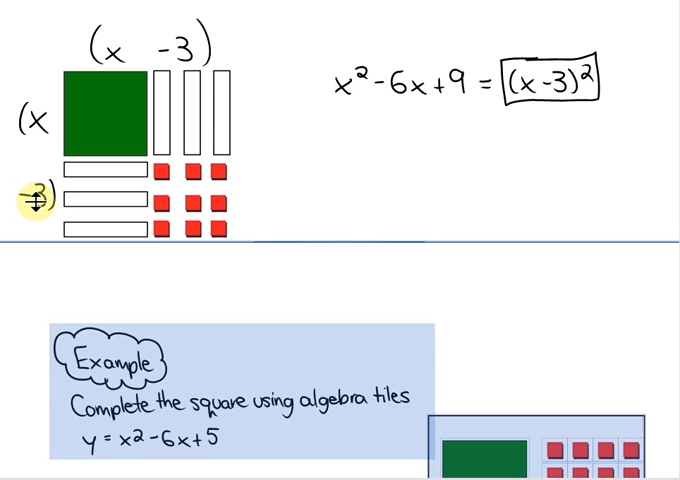 (x -3)
x² - 6x + 9 = (x - 3)²
(x
-3)
Example
Complete the square using algebra tiles
y = x² - 6x + 5